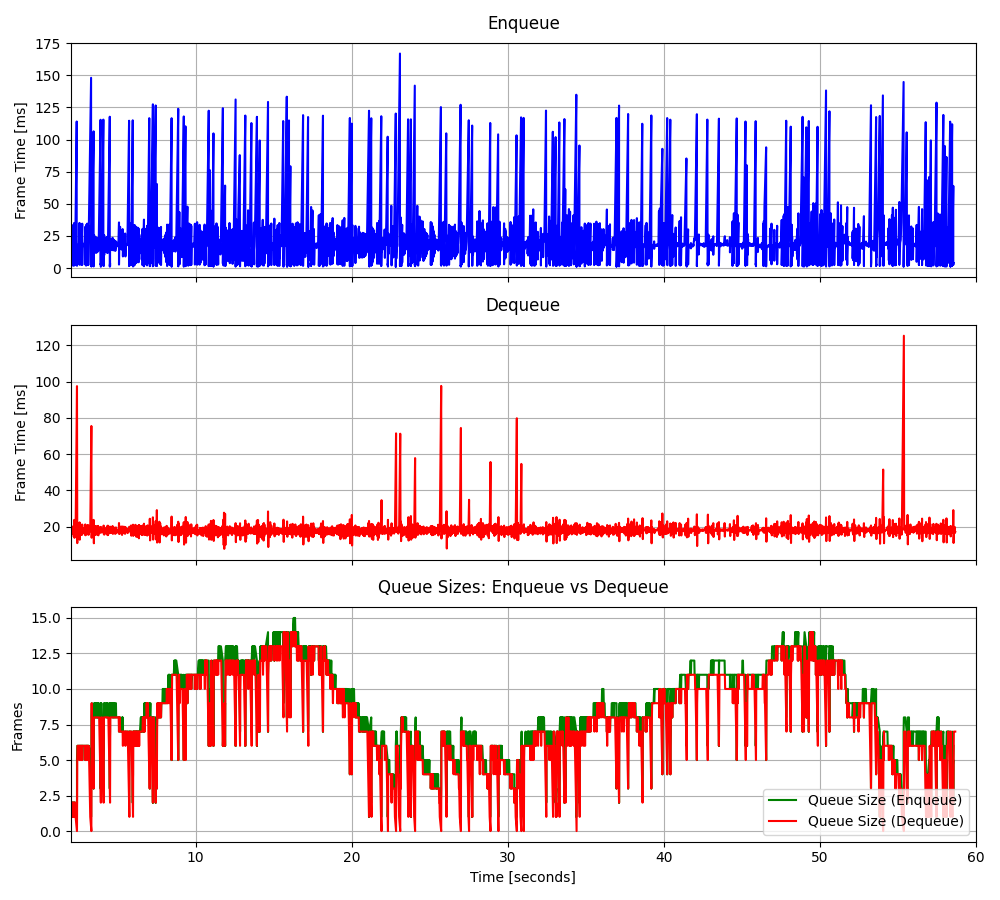 Enqueue
175
150
125
100
75
50
25
0
Frame Time [ms]
Dequeue
120
100
80
60
40
20
Frame Time [ms]
Queue Sizes: Enqueue vs Dequeue
15.0
12.5
10.0
7.5
5.0
2.5
0.0
Frames
Queue Size (Enqueue)
Queue Size (Dequeue)
10 20 30 40 50 60
Time [seconds]